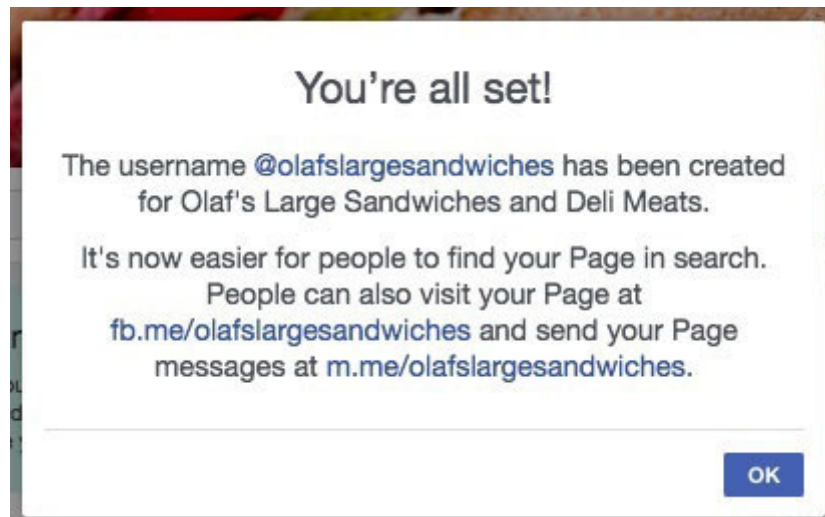 You’re all set!
The username @olafslargesandwiches has been created
for Olaf's Large Sandwiches and Deli Meats.
It's now easier for people to find your Page in search.
People can also visit your Page at
fb.me/olafslargesandwiches and send your Page
messages at m.me/olafslargesandwiches.
OK